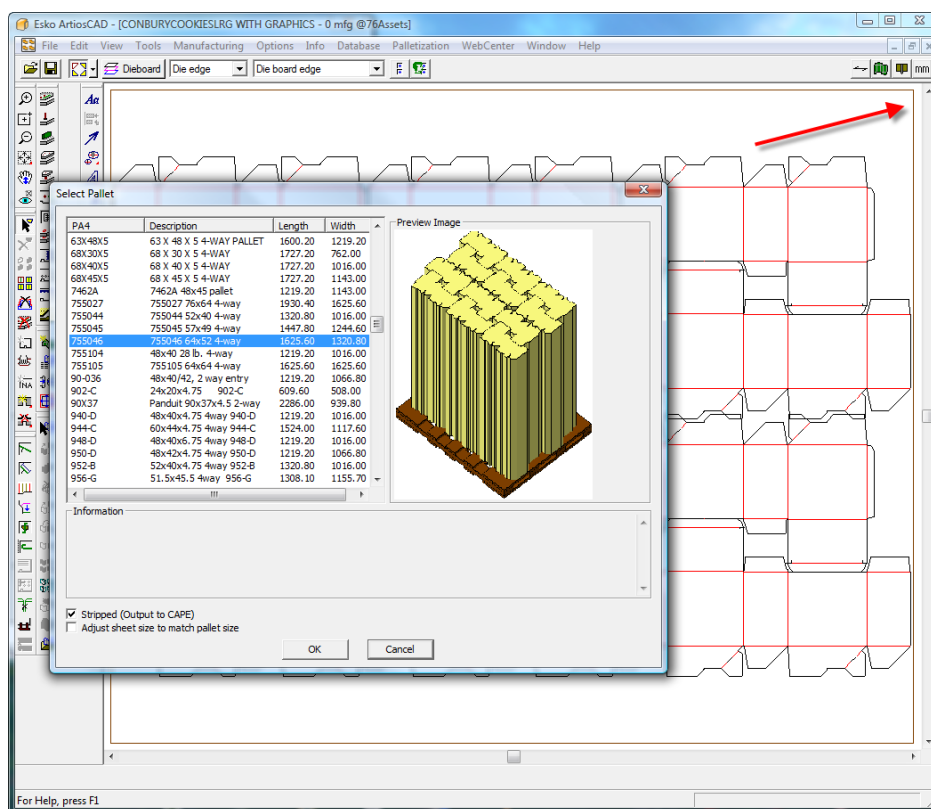 Esko ArtiosCAD - [CONBURYCOOKIESLRG WITH GRAPHICS - 0 mfg @76Assets]
File Edit View Tools Manufacturing Options Info Database Palletization WebCenter Window Help
Dieboard Die edge Die board edge mm
Select Pallet
PA4 Description Length Width
63X48X5 63 X 48 X 5 4-WAY PALLET 1600.20 1219.20
68X30X5 68 X 30 X 5 4-WAY 1727.20 762.00
68X40X5 68 X 40 X 5 4-WAY 1727.20 1016.00
68X45X5 68 X 45 X 5 4-WAY 1727.20 1143.00
7462A 7462A 48x45 pallet 1219.20 1143.00
755027 755027 76x64 4-way 1930.40 1625.60
755044 755044 52x40 4-way 1320.80 1016.00
755045 755045 57x49 4-way 1447.80 1244.60
755046 755046 64x52 4-way 1625.60 1320.80
755104 48x40 28 lb. 4-way 1219.20 1016.00
755105 755105 64x64 4-way 1625.60 1625.60
90-036 48x40/42, 2 way entry 1219.20 1066.80
902-C 24x20x4.75 902-C 609.60 508.00
90X37 Panduit 90x37x4.5 2-way 2286.00 939.80
940-D 48x40x4.75 4way 940-D 1219.20 1016.00
944-C 60x44x4.75 4way 944-C 1524.00 1117.60
948-D 48x40x6.75 4way 948-D 1219.20 1016.00
950-D 48x42x4.75 4way 950-D 1219.20 1066.80
952-B 52x40x4.75 4way 952-B 1320.80 1016.00
956-G 51.5x45.5 4way 956-G 1308.10 1155.70
Preview Image
Information
Stripped (Output to CAPE)
Adjust sheet size to match pallet size
OK Cancel
For Help, press F1